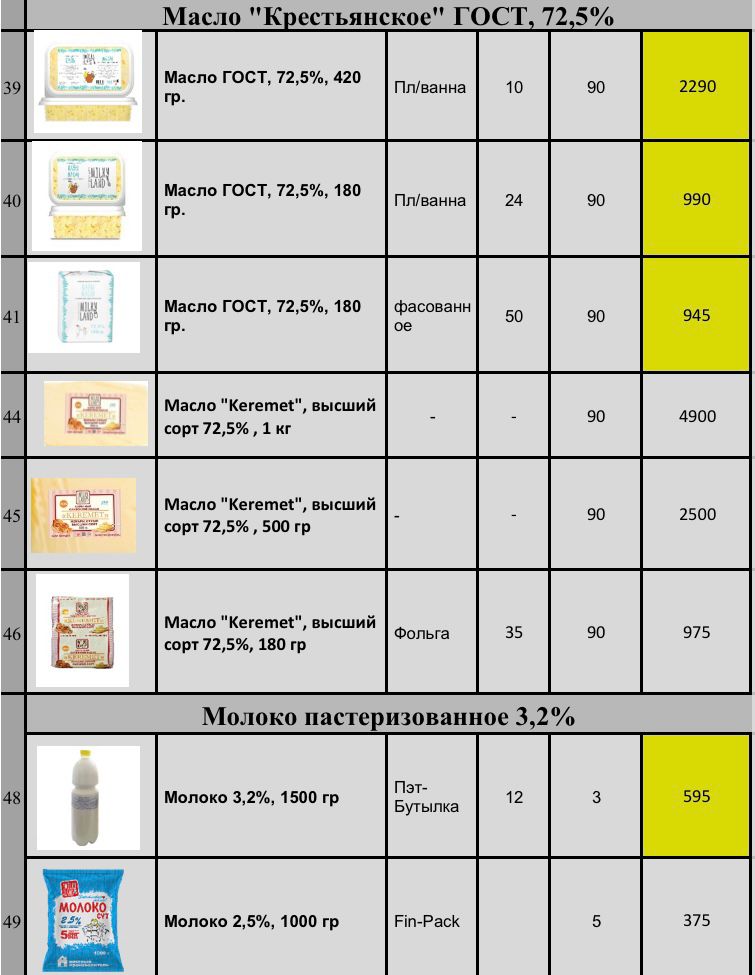 Масло "Крестьянское" ГОСТ, 72,5%
39
Масло ГОСТ, 72,5%, 420
гр.
Пл/ванна
10
90
2290
40
MILKY
LAND
Масло ГОСТ, 72,5%, 180
гр.
Пл/ванна
24
90
990
41
MILKY
LAND
Масло ГОСТ, 72,5%, 180
гр.
фасованн
ое
50
90
945
44
«KEREMET»
Масло "Keremet", высший
сорт 72,5% , 1 кг
-
-
90
4900
45
«KEREMET»
Масло "Keremet", высший
сорт 72,5% , 500 гр
-
-
90
2500
46
Масло "Keremet", высший
сорт 72,5%, 180 гр
Фольга
35
90
975
Молоко пастеризованное 3,2%
48
Молоко 3,2%, 1500 гр
Пэт-
Бутылка
12
3
595
49
МОЛОКО
СҮТ
2.5%
Молоко 2,5%, 1000 гр
Fin-Pack
5
375